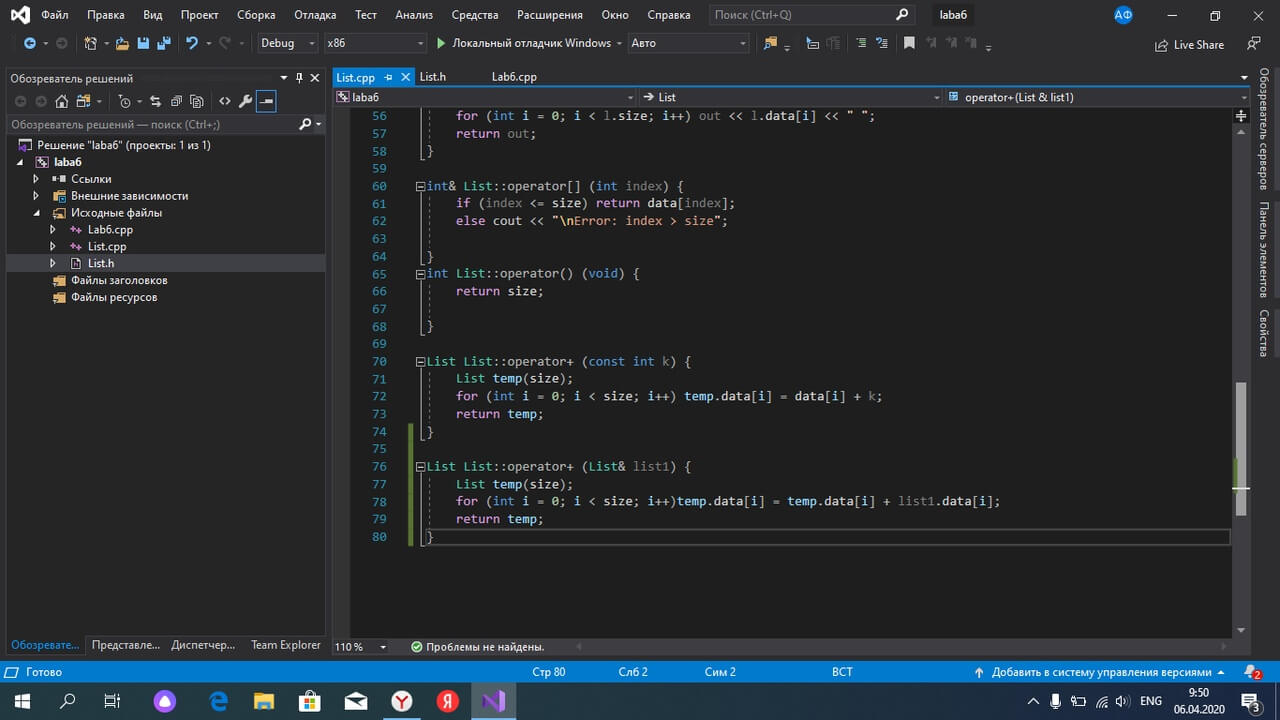 Файл Правка Вид Проект Сборка Отладка Тест Анализ Средства Расширения Окно Справка Поиск (Ctrl+Q) laba6 АФ
Debug x86 Локальный отладчик Windows Авто Live Share
Обозреватель решений
Обозреватель решений — поиск (Ctrl+;)
Решение "laba6" (проекты: 1 из 1)
laba6
Ссылки
Внешние зависимости
Исходные файлы
Lab6.cpp
List.cpp
List.h
Файлы заголовков
Файлы ресурсов
Обозревате... Представле... Диспетчер... Team Explorer
List.cpp List.h Lab6.cpp
laba6 List operator+(List & list1)
56 for (int i = 0; i < l.size; i++) out << l.data[i] << " ";
57 return out;
58 }
59
60 int& List::operator[] (int index) {
61 if (index <= size) return data[index];
62 else cout << "\nError: index > size";
63
64 }
65 int List::operator() (void) {
66 return size;
67
68 }
69
70 List List::operator+ (const int k) {
71 List temp(size);
72 for (int i = 0; i < size; i++) temp.data[i] = data[i] + k;
73 return temp;
74 }
75
76 List List::operator+ (List& list1) {
77 List temp(size);
78 for (int i = 0; i < size; i++)temp.data[i] = temp.data[i] + list1.data[i];
79 return temp;
80 }
110 % Проблемы не найдены.
Обозреватель серверов
Панель элементов
Свойства
Готово Стр 80 Слб 2 Сим 2 ВСТ Добавить в систему управления версиями 2
Я ENG 9:50
06.04.2020 3